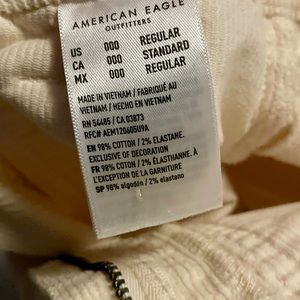 AMERICAN EAGLE
OUTFITTERS
US 000 REGULAR
CA 000 STANDARD
MX 000 REGULAR
MADE IN VIETNAM / FABRIQUÉ AU
VIETNAM / HECHO EN VIETNAM
RN 54485 / CA 03873
RFC# AEM120605U9A
EN 98% COTTON / 2% ELASTANE.
EXCLUSIVE OF DECORATION
FR 98% COTON / 2% ÉLASTHANNE. À
L'EXCEPTION DE LA GARNITURE
SP 98% algodón / 2% elastano